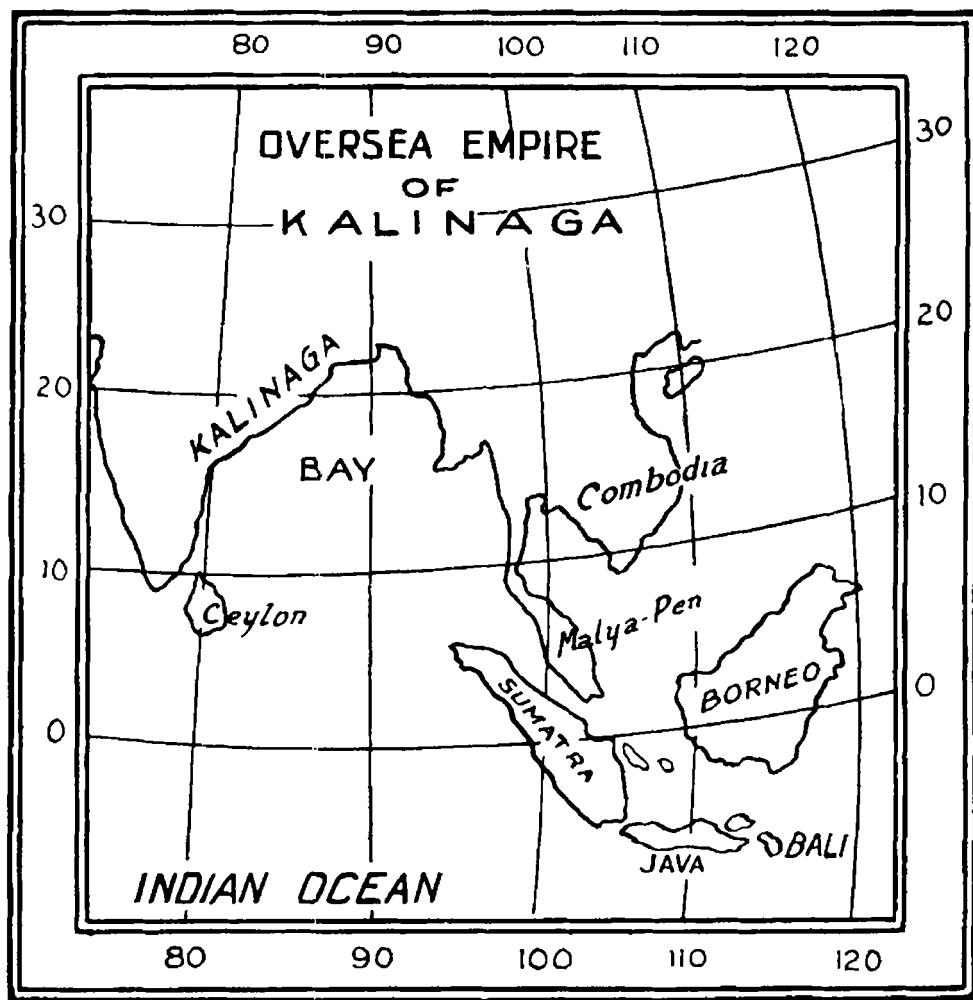 80 90 100 110 120
OVERSEA EMPIRE
OF
KALINAGA
30
30
20
20
KALINAGA
BAY
Combodia
10
10
Ceylon
Malya-Pen
SUMATRA
BORNEO
0
0
JAVA
BALI
INDIAN OCEAN
80 90 100 110 120